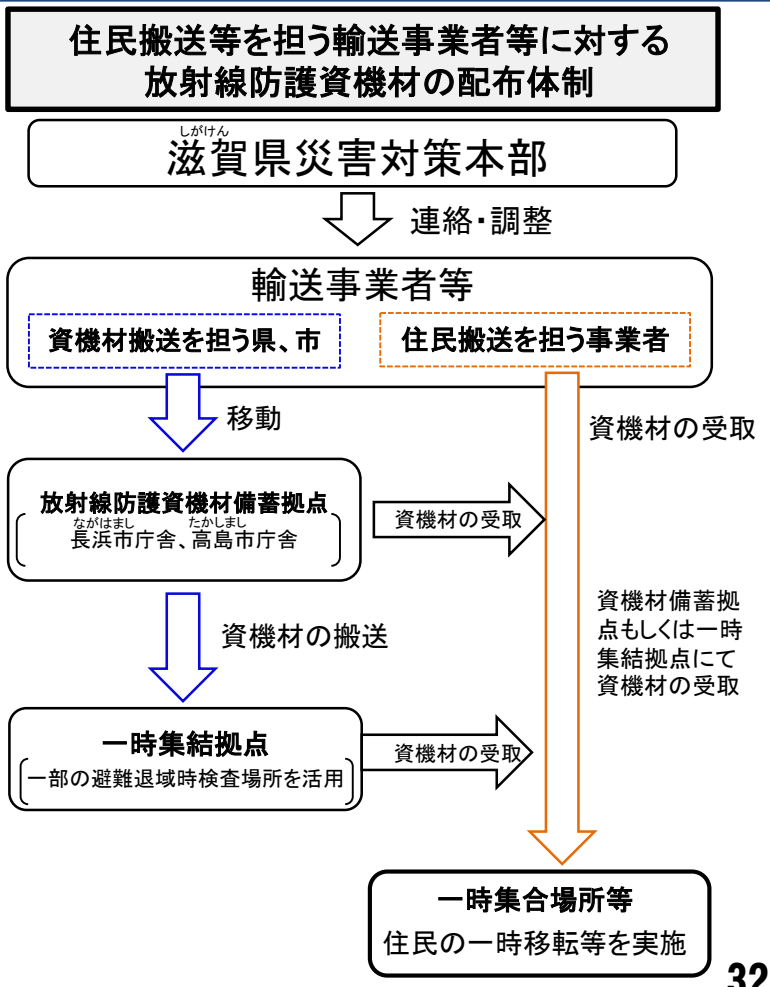 住民搬送等を担う輸送事業者等に対する
放射線防護資機材の配布体制
しがけん
滋賀県災害対策本部
連絡・調整
輸送事業者等
資機材搬送を担う県、市
住民搬送を担う事業者
移動
資機材の受取
放射線防護資機材備蓄拠点
ながはまし たかしまし
長浜市庁舎、高島市庁舎
資機材の受取
資機材の搬送
資機材備蓄拠
点もしくは一時
集結拠点にて
資機材の受取
一時集結拠点
一部の避難退域時検査場所を活用
資機材の受取
一時集合場所等
住民の一時移転等を実施
32